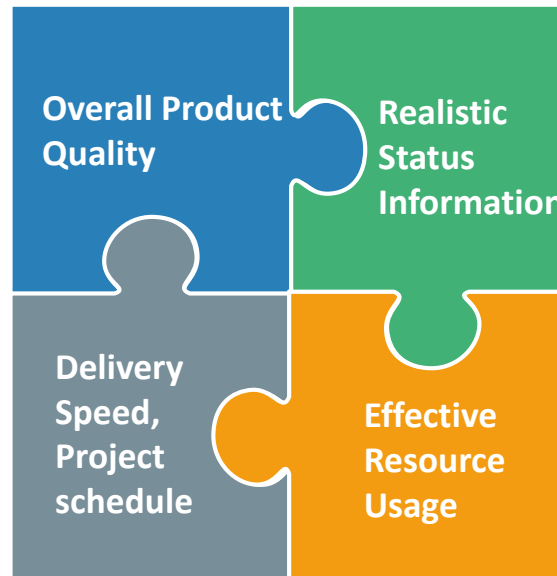 Overall Product
Quality
Realistic
Status
Information
Delivery
Speed,
Project
schedule
Effective
Resource
Usage